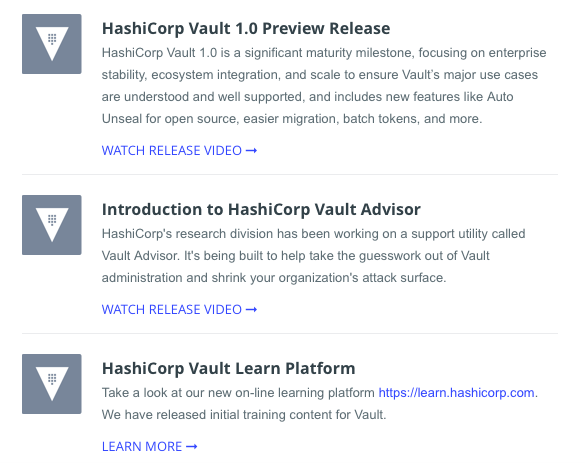 HashiCorp Vault 1.0 Preview Release
HashiCorp Vault 1.0 is a significant maturity milestone, focusing on enterprise
stability, ecosystem integration, and scale to ensure Vault's major use cases
are understood and well supported, and includes new features like Auto
Unseal for open source, easier migration, batch tokens, and more.
WATCH RELEASE VIDEO →
Introduction to HashiCorp Vault Advisor
HashiCorp's research division has been working on a support utility called
Vault Advisor. It's being built to help take the guesswork out of Vault
administration and shrink your organization's attack surface.
WATCH RELEASE VIDEO →
HashiCorp Vault Learn Platform
Take a look at our new on-line learning platform https://learn.hashicorp.com.
We have released initial training content for Vault.
LEARN MORE →